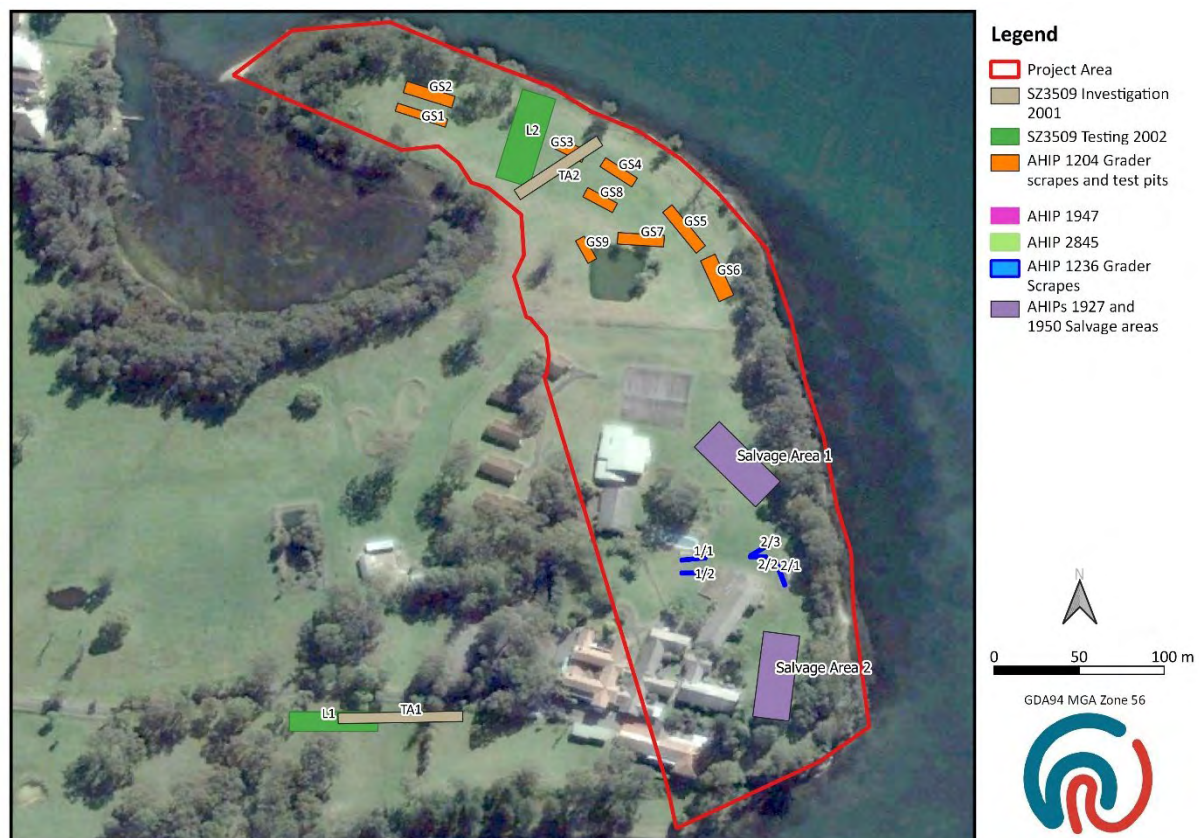 GS2
GS1
L2
GS3
TA2
GS4
GS8
GS5
GS9
GS7
GS6
Salvage Area 1
1/1
1/2
2/3
2/2
2/1
Salvage Area 2
L1
TA1
Legend
Project Area
SZ3509 Investigation
2001
SZ3509 Testing 2002
AHIP 1204 Grader
scrapes and test pits
AHIP 1947
AHIP 2845
AHIP 1236 Grader
Scrapes
AHIPs 1927 and
1950 Salvage areas
N
0 50 100 m
GDA94 MGA Zone 56